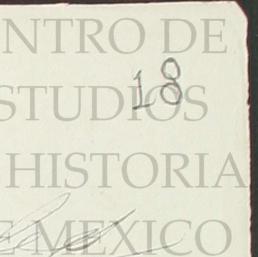 NTRO DE
18
STUDIOS
HISTORIA
E MEXICO